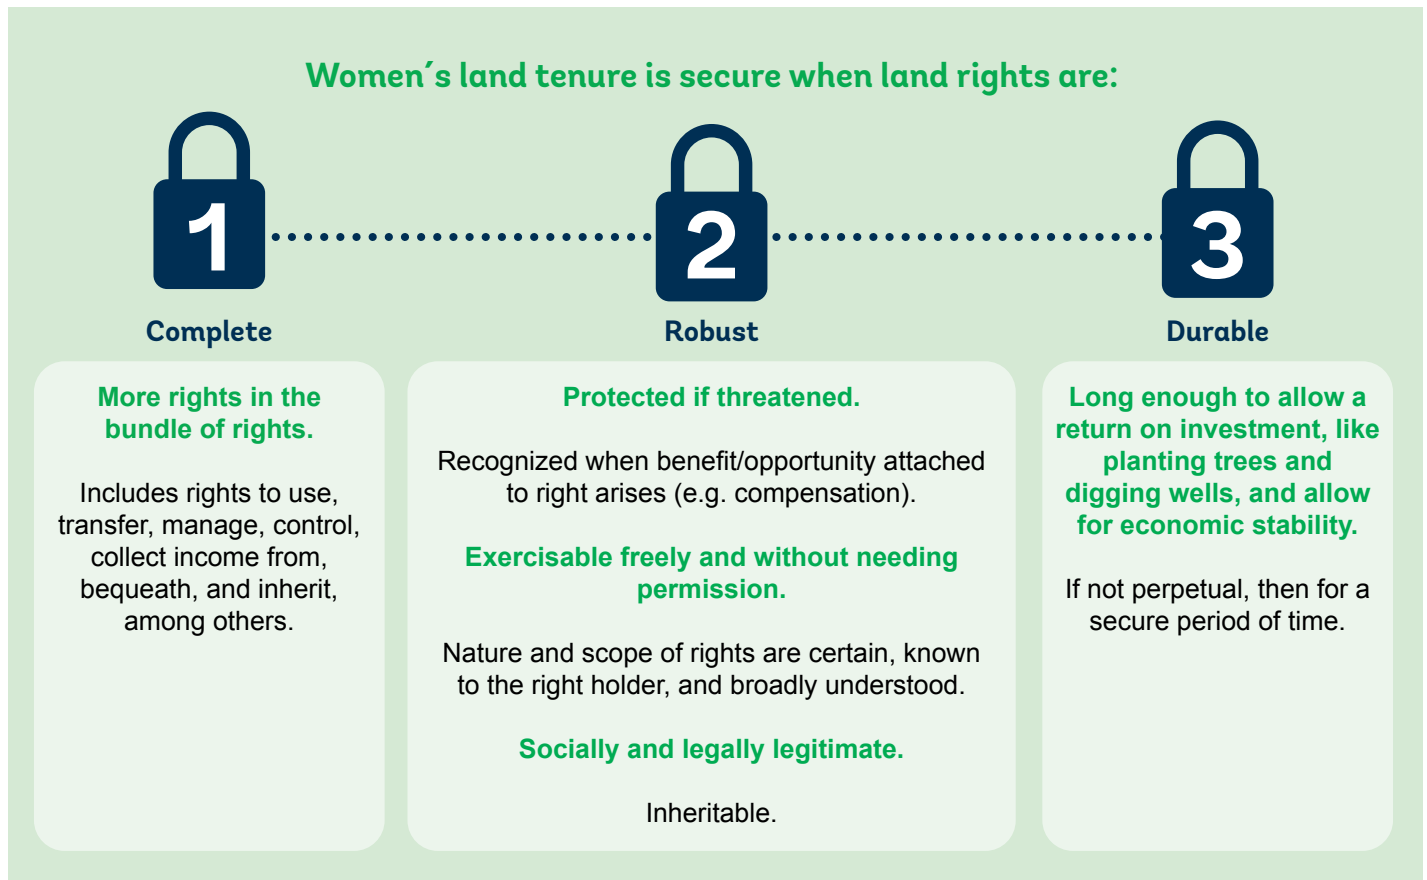 Women´s land tenure is secure when land rights are:
1
2
3
Complete
Robust
Durable
More rights in the
bundle of rights.
Includes rights to use,
transfer, manage, control,
collect income from,
bequeath, and inherit,
among others.
Protected if threatened.
Recognized when benefit/opportunity attached
to right arises (e.g. compensation).
Exercisable freely and without needing
permission.
Nature and scope of rights are certain, known
to the right holder, and broadly understood.
Socially and legally legitimate.
Inheritable.
Long enough to allow a
return on investment, like
planting trees and
digging wells, and allow
for economic stability.
If not perpetual, then for a
secure period of time.